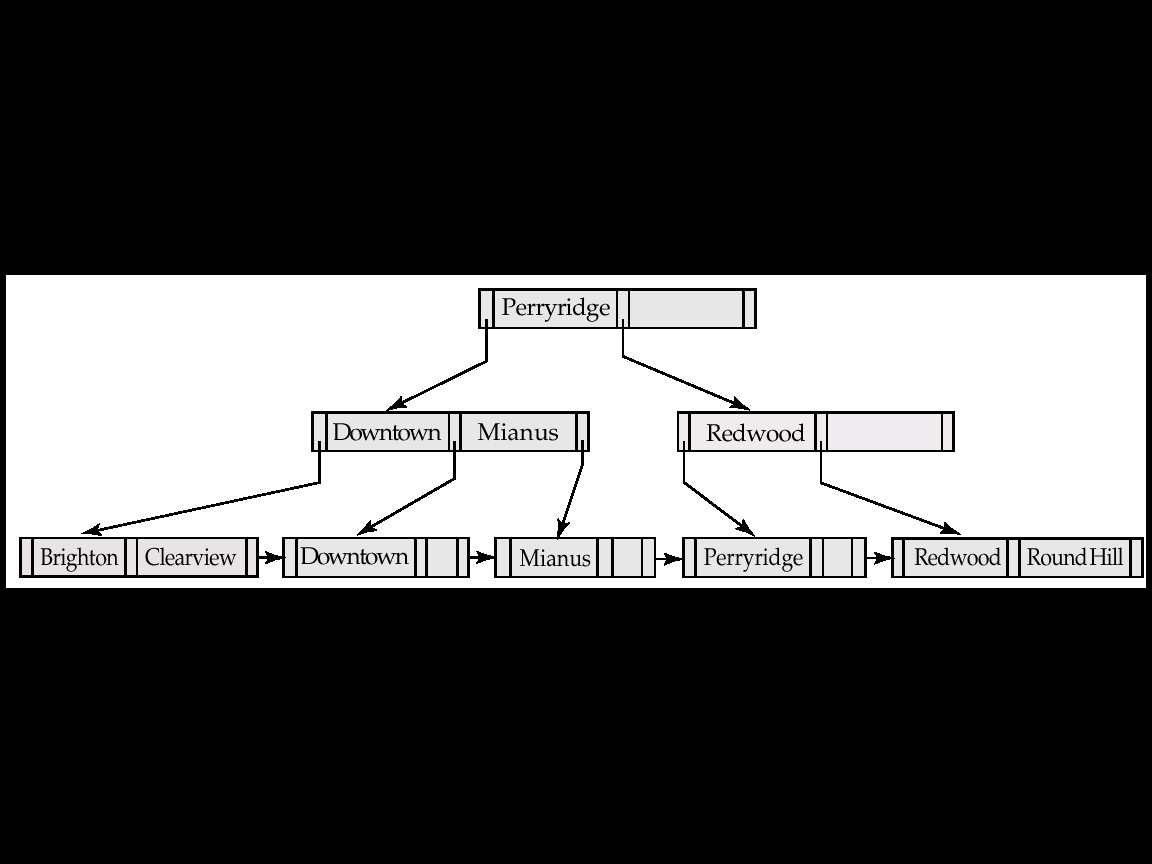 Perryridge
Downtown Mianus Redwood
Brighton Clearview Downtown Mianus Perryridge Redwood Round Hill